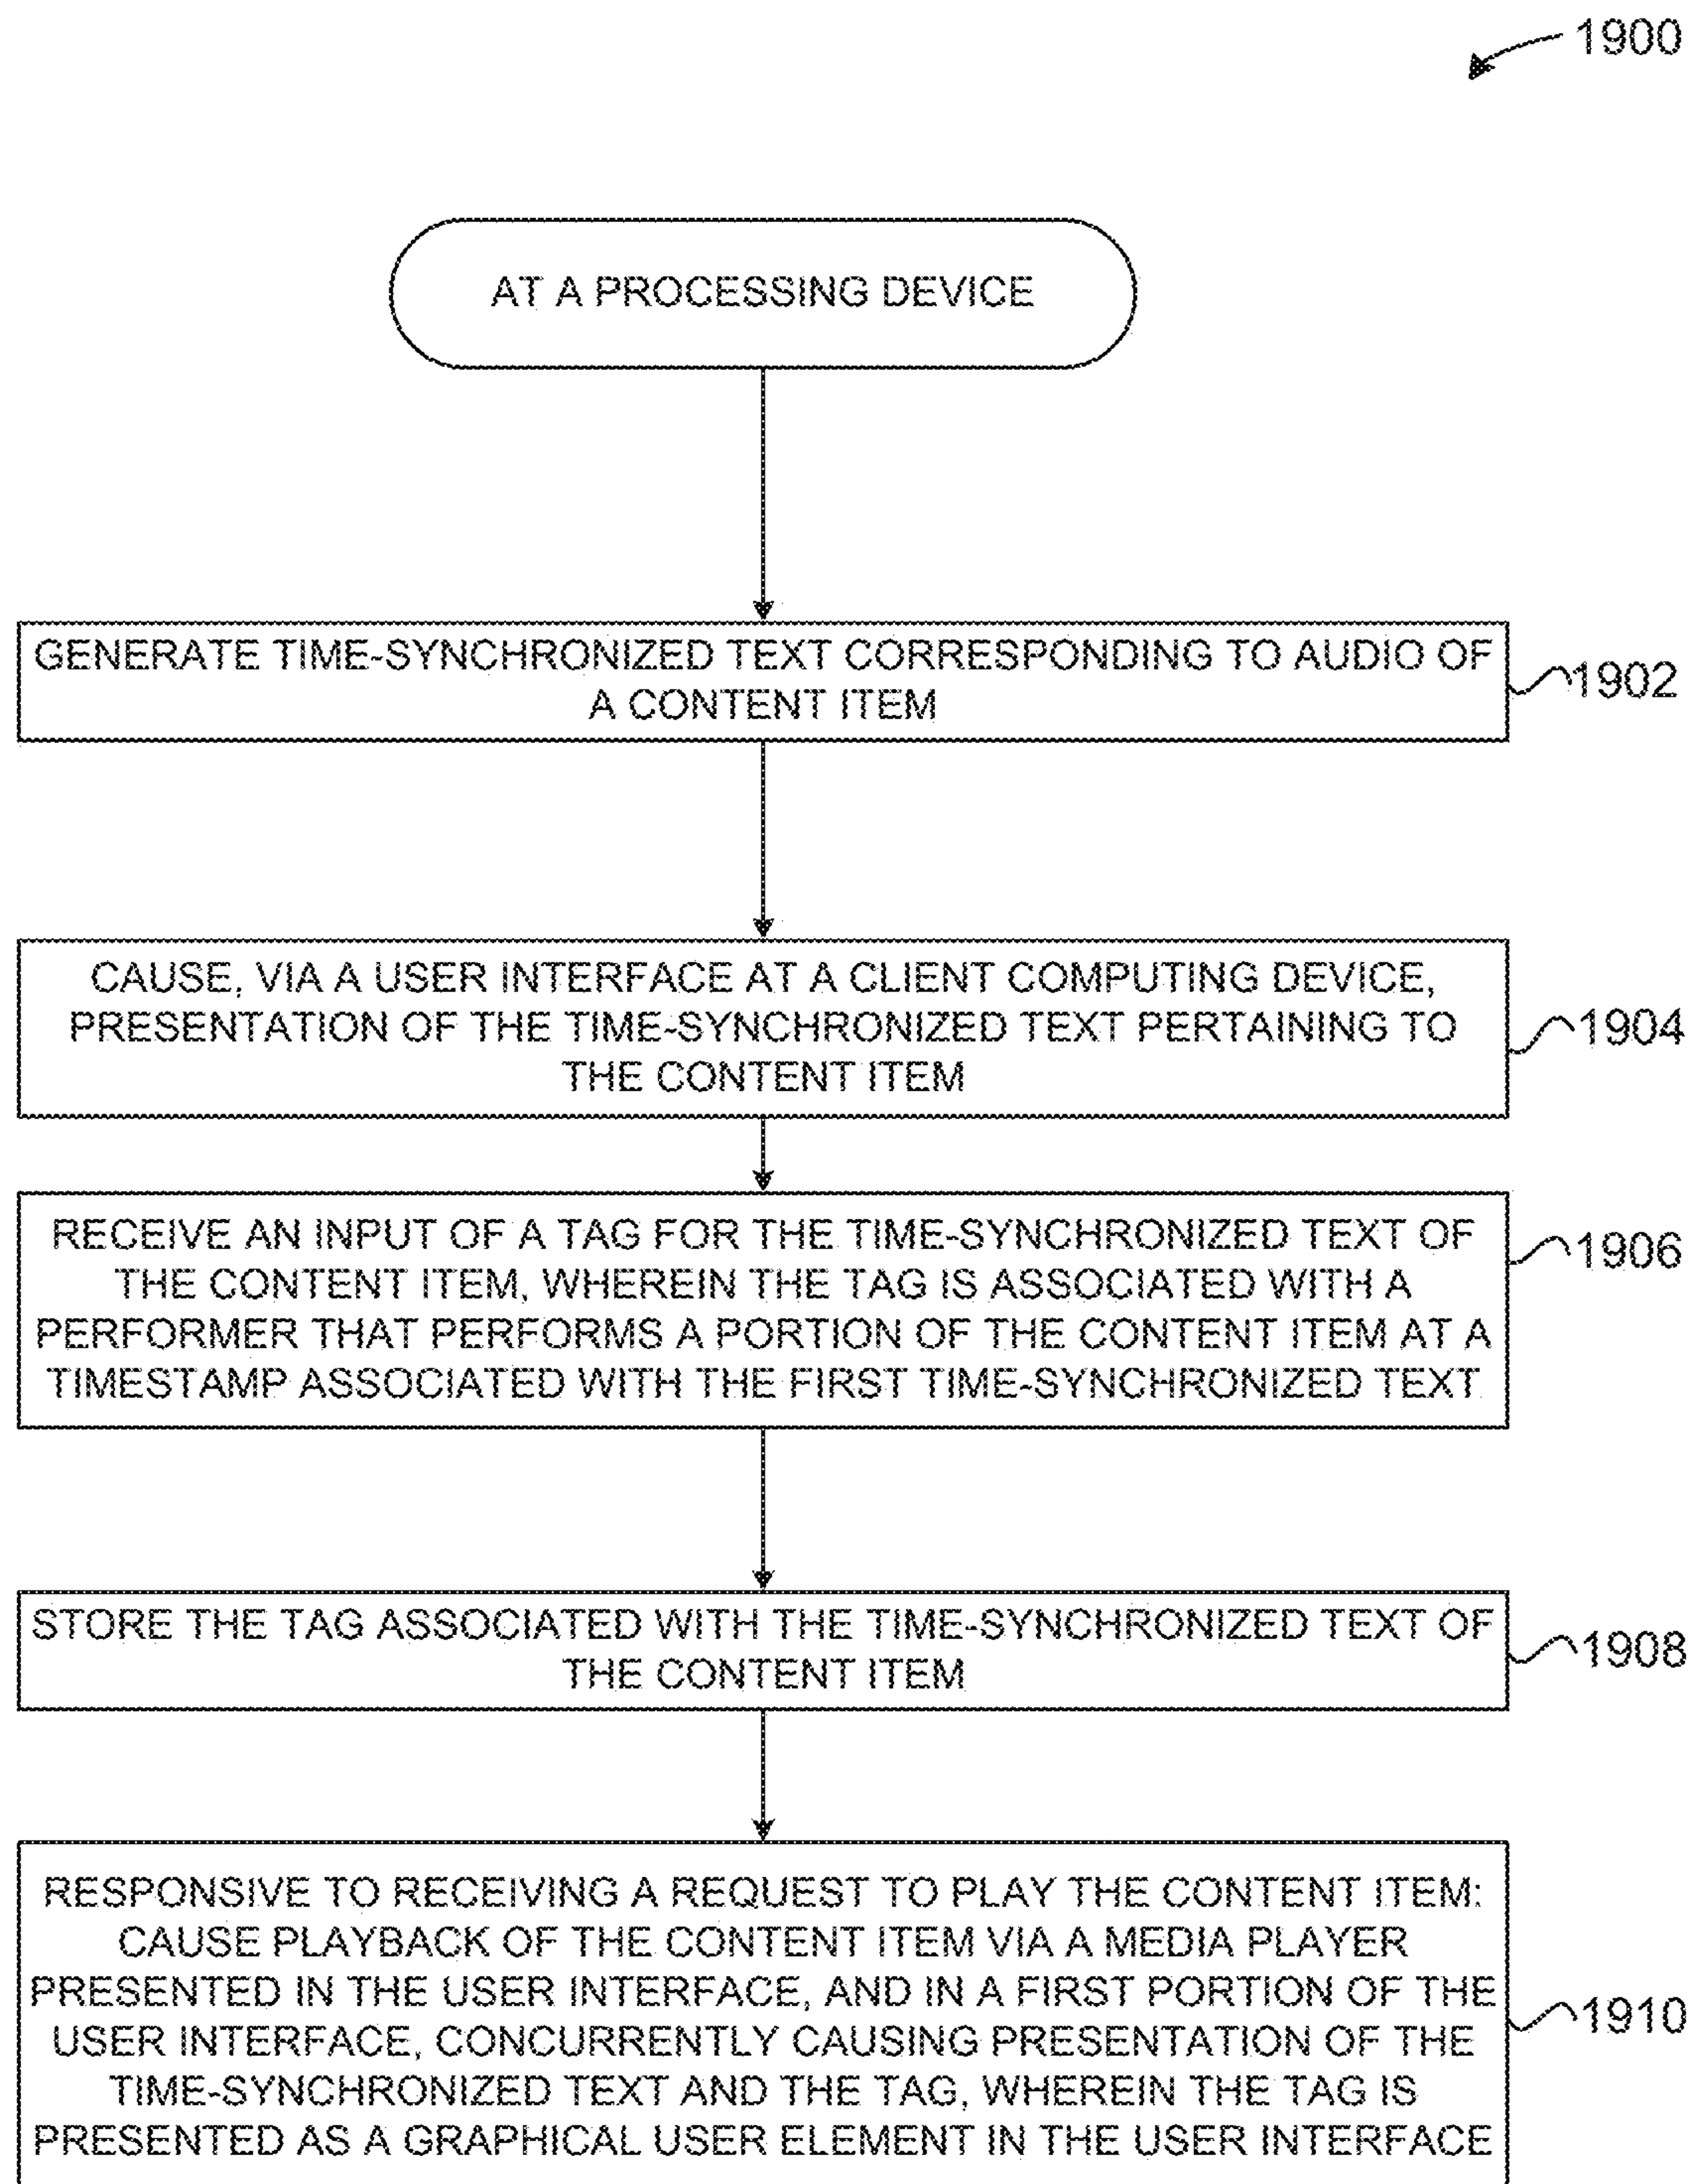 1900
AT A PROCESSING DEVICE
GENERATE TIME-SYNCHRONIZED TEXT CORRESPONDING TO AUDIO OF
A CONTENT ITEM
1902
CAUSE, VIA A USER INTERFACE AT A CLIENT COMPUTING DEVICE,
PRESENTATION OF THE TIME-SYNCHRONIZED TEXT PERTAINING TO
THE CONTENT ITEM
1904
RECEIVE AN INPUT OF A TAG FOR THE TIME-SYNCHRONIZED TEXT OF
THE CONTENT ITEM, WHEREIN THE TAG IS ASSOCIATED WITH A
PERFORMER THAT PERFORMS A PORTION OF THE CONTENT ITEM AT A
TIMESTAMP ASSOCIATED WITH THE FIRST TIME-SYNCHRONIZED TEXT
1906
STORE THE TAG ASSOCIATED WITH THE TIME-SYNCHRONIZED TEXT OF
THE CONTENT ITEM
1908
RESPONSIVE TO RECEIVING A REQUEST TO PLAY THE CONTENT ITEM:
CAUSE PLAYBACK OF THE CONTENT ITEM VIA A MEDIA PLAYER
PRESENTED IN THE USER INTERFACE, AND IN A FIRST PORTION OF THE
USER INTERFACE, CONCURRENTLY CAUSING PRESENTATION OF THE
TIME-SYNCHRONIZED TEXT AND THE TAG, WHEREIN THE TAG IS
PRESENTED AS A GRAPHICAL USER ELEMENT IN THE USER INTERFACE
1910